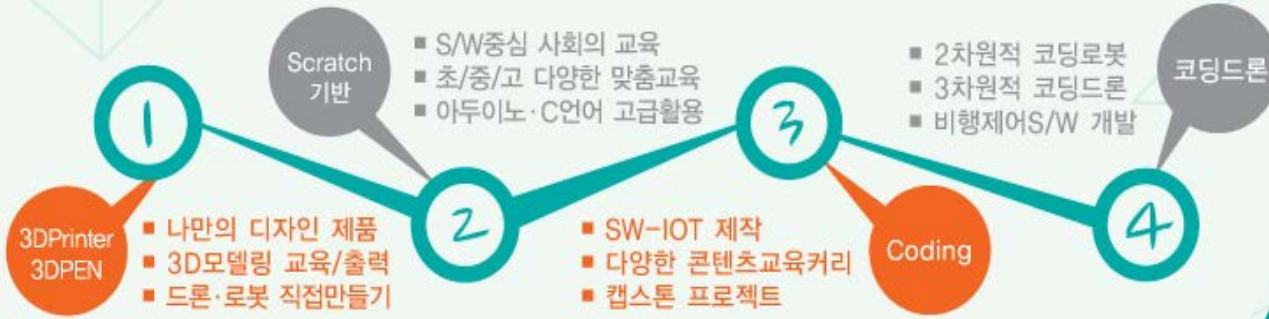 1
3DPrinter
3DPEN
■ 나만의 디자인 제품
■ 3D모델링 교육/출력
■ 드론·로봇 직접만들기
Scratch
기반
2
■ S/W중심 사회의 교육
■ 초/중/고 다양한 맞춤교육
■ 아두이노·C언어 고급활용
3
Coding
■ SW-IOT 제작
■ 다양한 콘텐츠교육커리
■ 캡스톤 프로젝트
코딩드론
4
■ 2차원적 코딩로봇
■ 3차원적 코딩드론
■ 비행제어S/W 개발